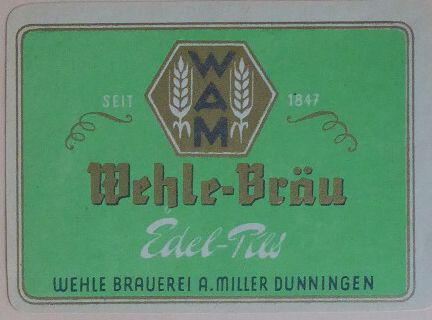 WAM
SEIT 1847
Wehle-Bräu
Edel-Pils
WEHLE BRAUEREI A. MILLER DUNNINGEN